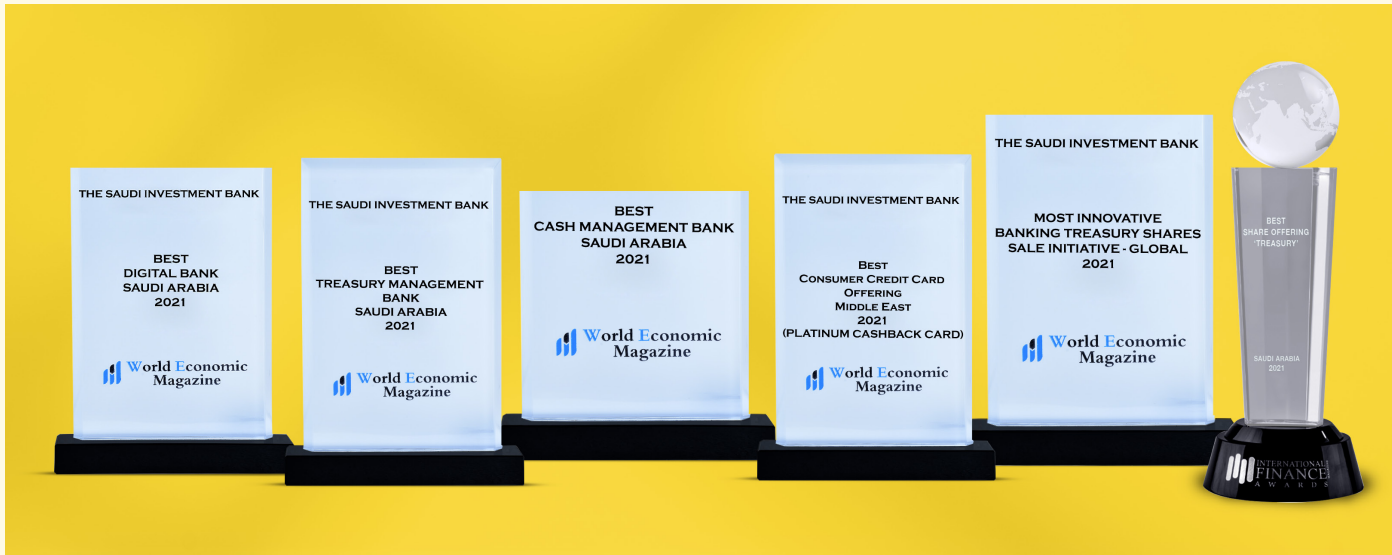 THE SAUDI INVESTMENT BANK
BEST
DIGITAL BANK
SAUDI ARABIA
2021
World Economic
Magazine
THE SAUDI INVESTMENT BANK
BEST
TREASURY MANAGEMENT
BANK
SAUDI ARABIA
2021
World Economic
Magazine
BEST
CASH MANAGEMENT BANK
SAUDI ARABIA
2021
World Economic
Magazine
THE SAUDI INVESTMENT BANK
BEST
CONSUMER CREDIT CARD
OFFERING
MIDDLE EAST
2021
(PLATINUM CASHBACK CARD)
World Economic
Magazine
THE SAUDI INVESTMENT BANK
MOST INNOVATIVE
BANKING TREASURY SHARES
SALE INITIATIVE - GLOBAL
2021
World Economic
Magazine
BEST
SHARE OFFERING
'TREASURY'
SAUDI ARABIA
2021
INTERNATIONAL
FINANCE
AWARDS